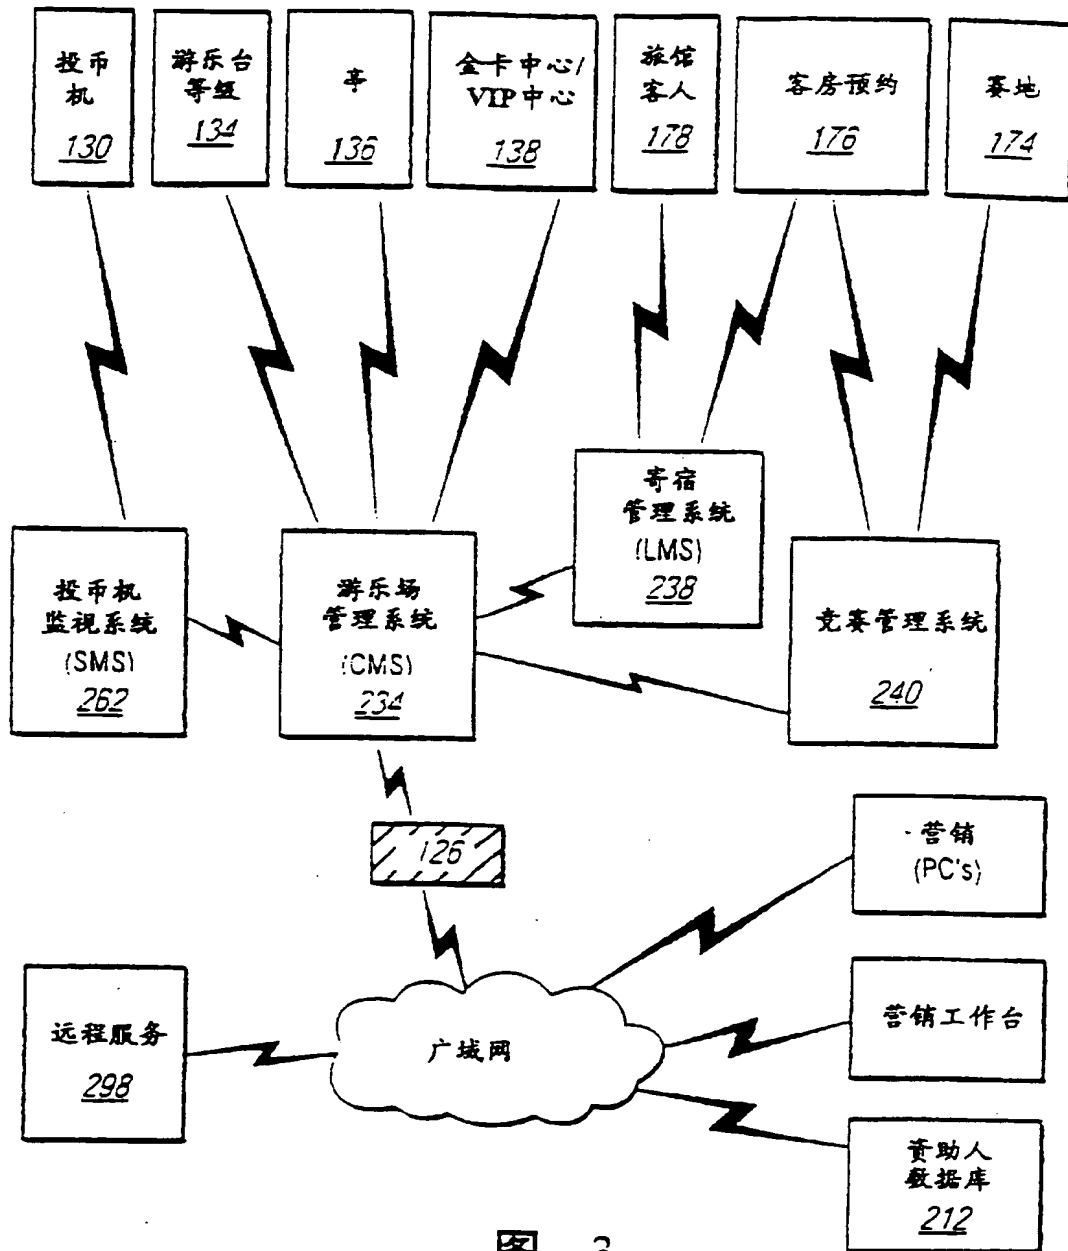 投币
机
130
游乐台
等级
134
亭
136
金卡中心/
VIP中心
138
旅馆
客人
178
客房预约
176
赛地
174
投币机
监视系统
(SMS)
262
游乐场
管理系统
(CMS)
234
寄宿
管理系统
(LMS)
238
竞赛管理系统
240
126
营销
(PC's)
远程服务
298
广域网
营销工作台
资助人
数据库
212
图